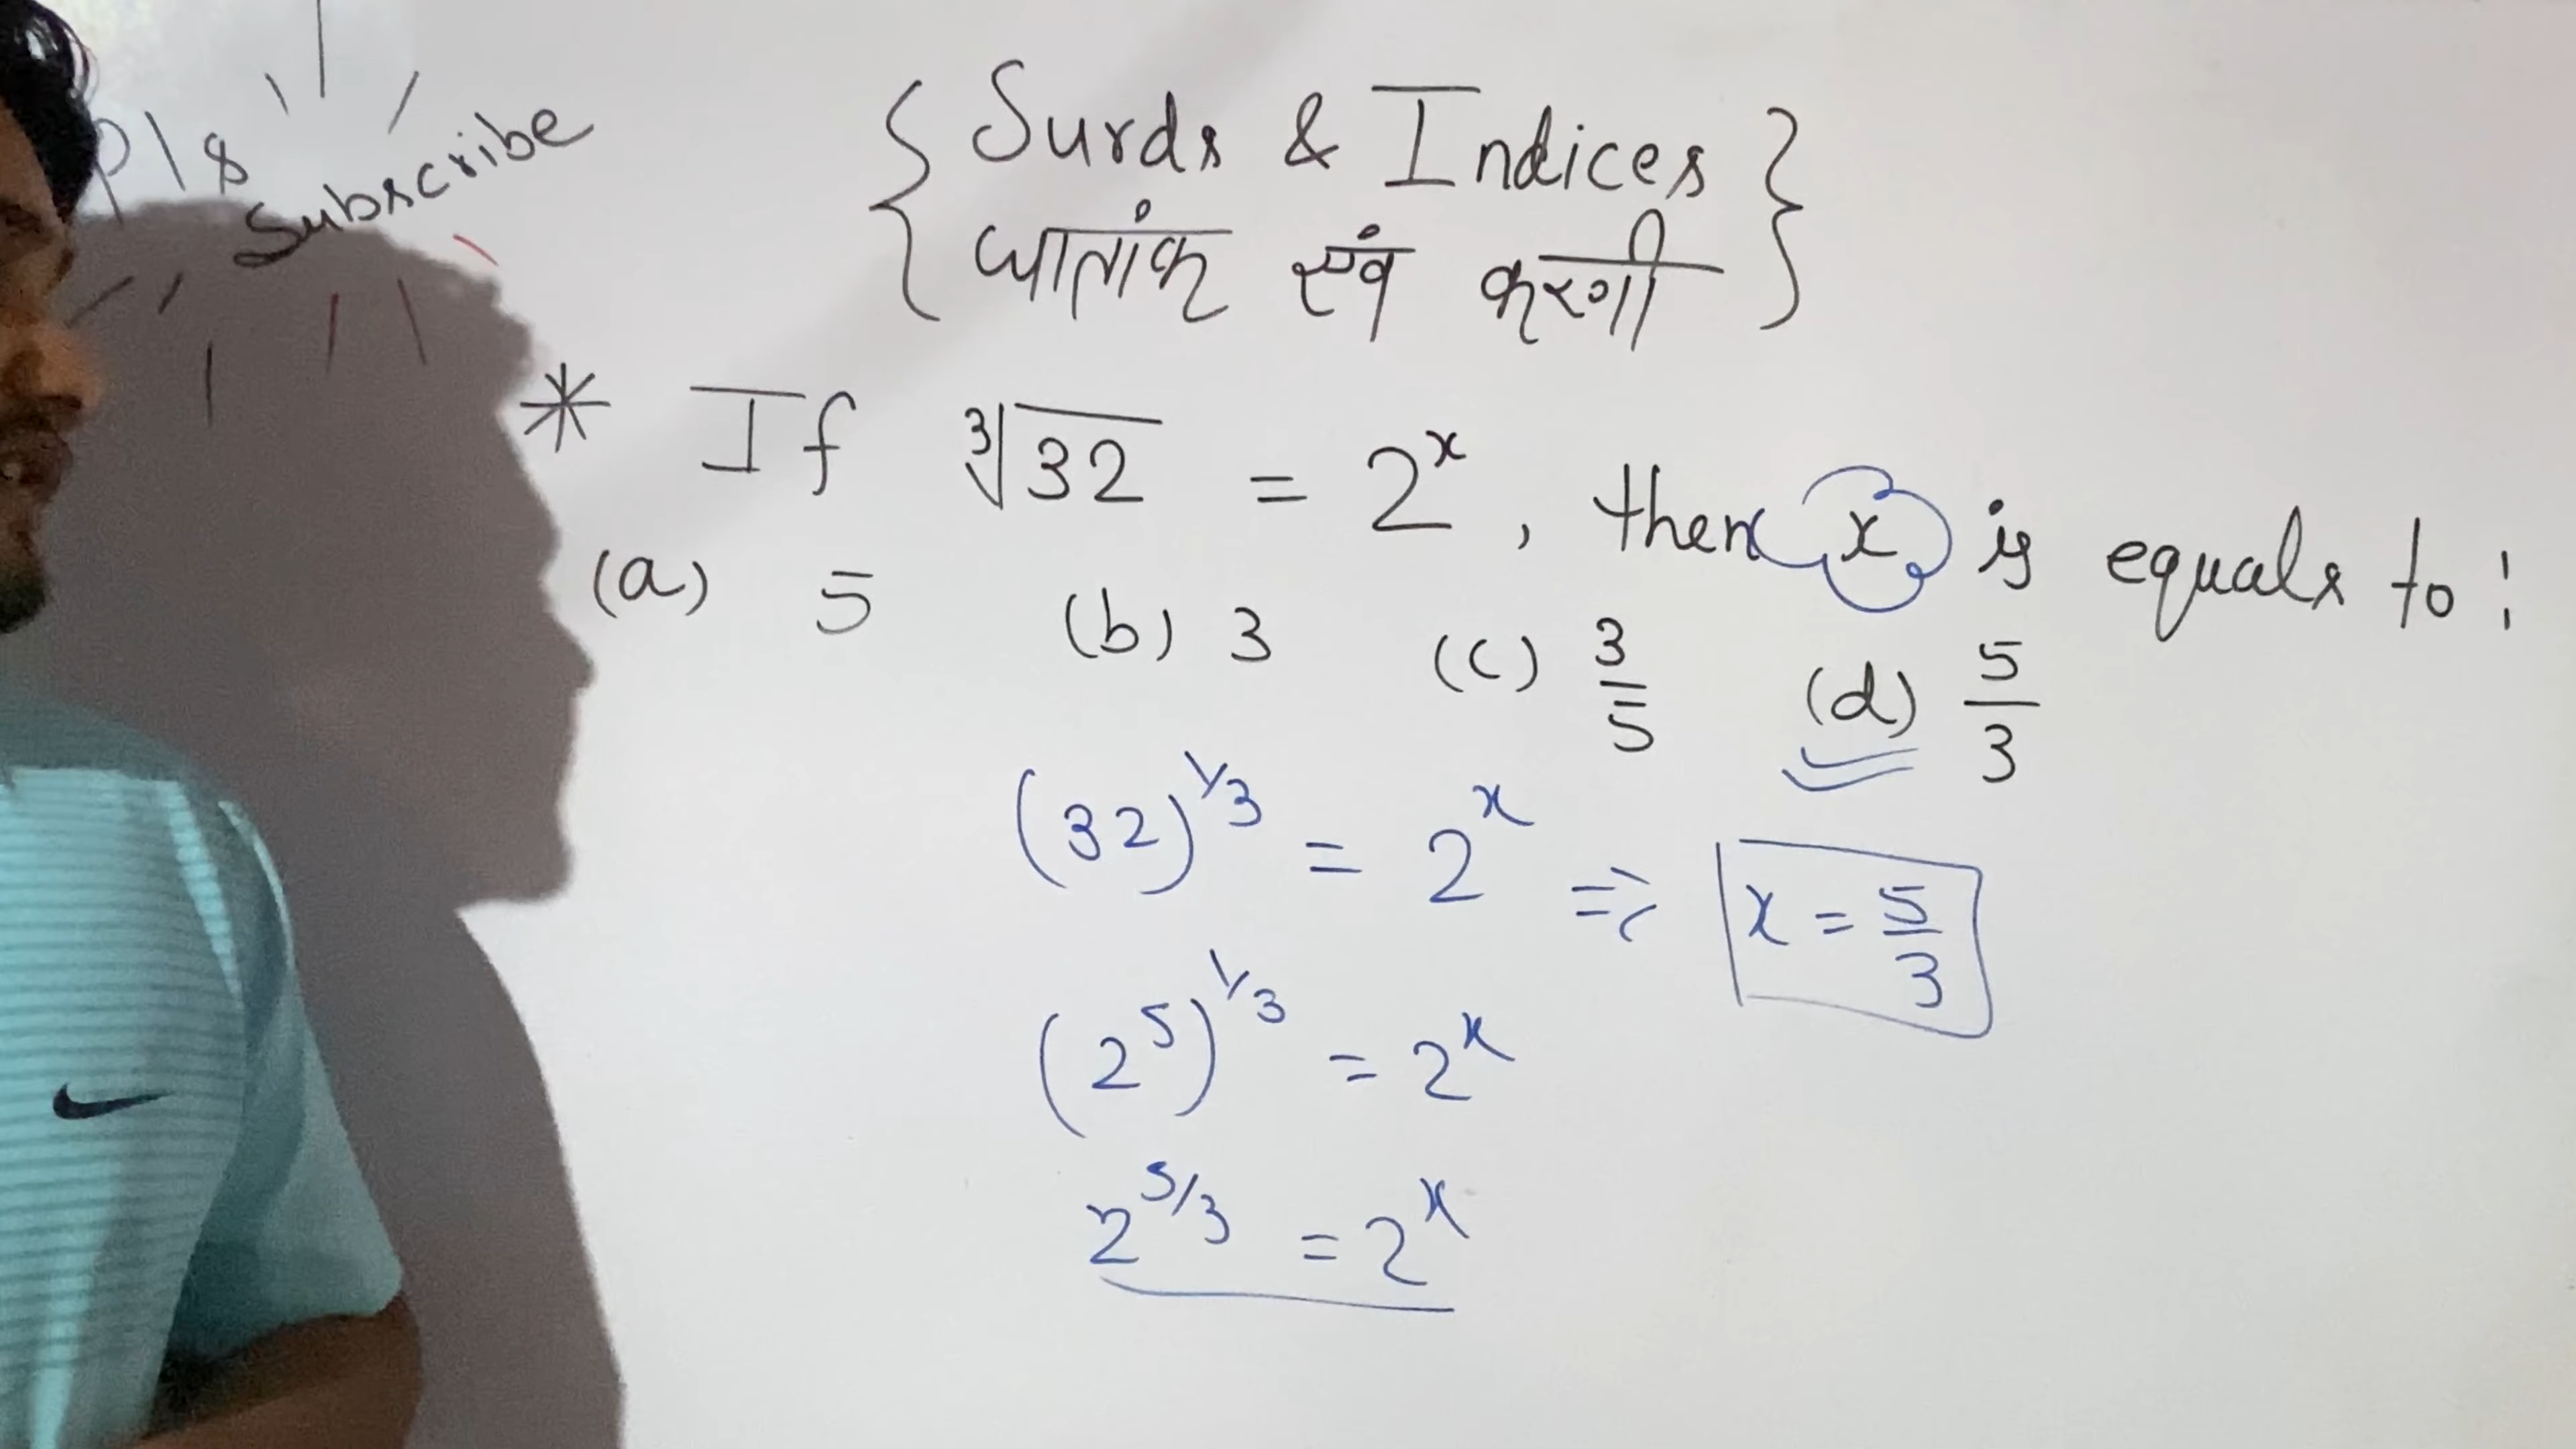 Pls
Subscribe
{ Surds & Indices }
{ घातांक एवं करणी }
* If ∛32 = 2^x, then x is equals to :
(a) 5 (b) 3 (c) 3/5 (d) 5/3
(32)^1/3 = 2^x ⇒ x = 5/3
(2^5)^1/3 = 2^x
2^5/3 = 2^x